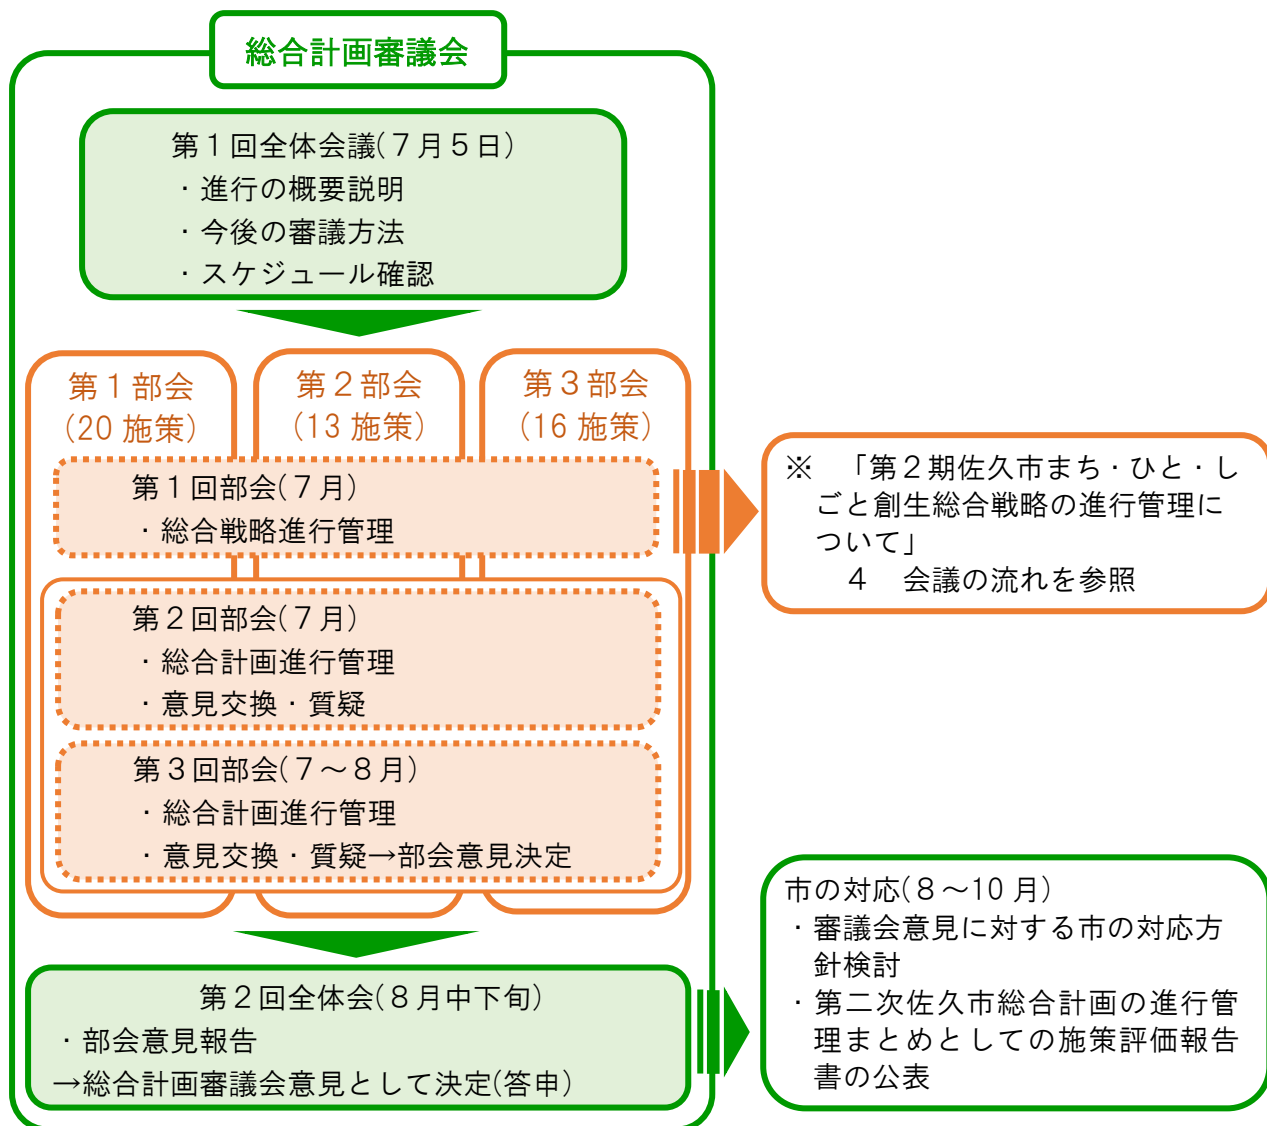 総合計画審議会
第１回全体会議(７月５日)
・進行の概要説明
・今後の審議方法
・スケジュール確認
第１部会
(20 施策)
第２部会
(13 施策)
第３部会
(16 施策)
第１回部会(７月)
・総合戦略進行管理
※　「第２期佐久市まち・ひと・し
ごと創生総合戦略の進行管理に
ついて」
４　会議の流れを参照
第２回部会(７月)
・総合計画進行管理
・意見交換・質疑
第３回部会(７～８月)
・総合計画進行管理
・意見交換・質疑→部会意見決定
第２回全体会(８月中下旬)
・部会意見報告
→総合計画審議会意見として決定(答申)
市の対応(８～10 月)
・審議会意見に対する市の対応方
針検討
・第二次佐久市総合計画の進行管
理まとめとしての施策評価報告
書の公表